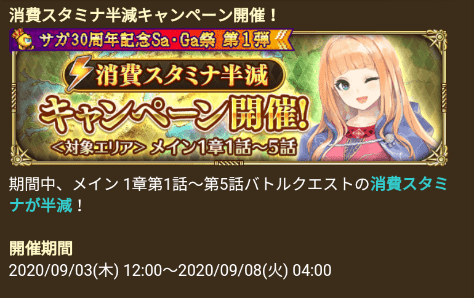 消費スタミナ半減キャンペーン開催！
サガ30周年記念Sa・Ga祭 第1弾
消費スタミナ半減
キャンペーン開催!
<対象エリア> メイン1章1話〜5話
期間中、メイン 1章第1話〜第5話バトルクエストの消費スタミ
ナが半減！
開催期間
2020/09/03(木) 12:00〜2020/09/08(火) 04:00